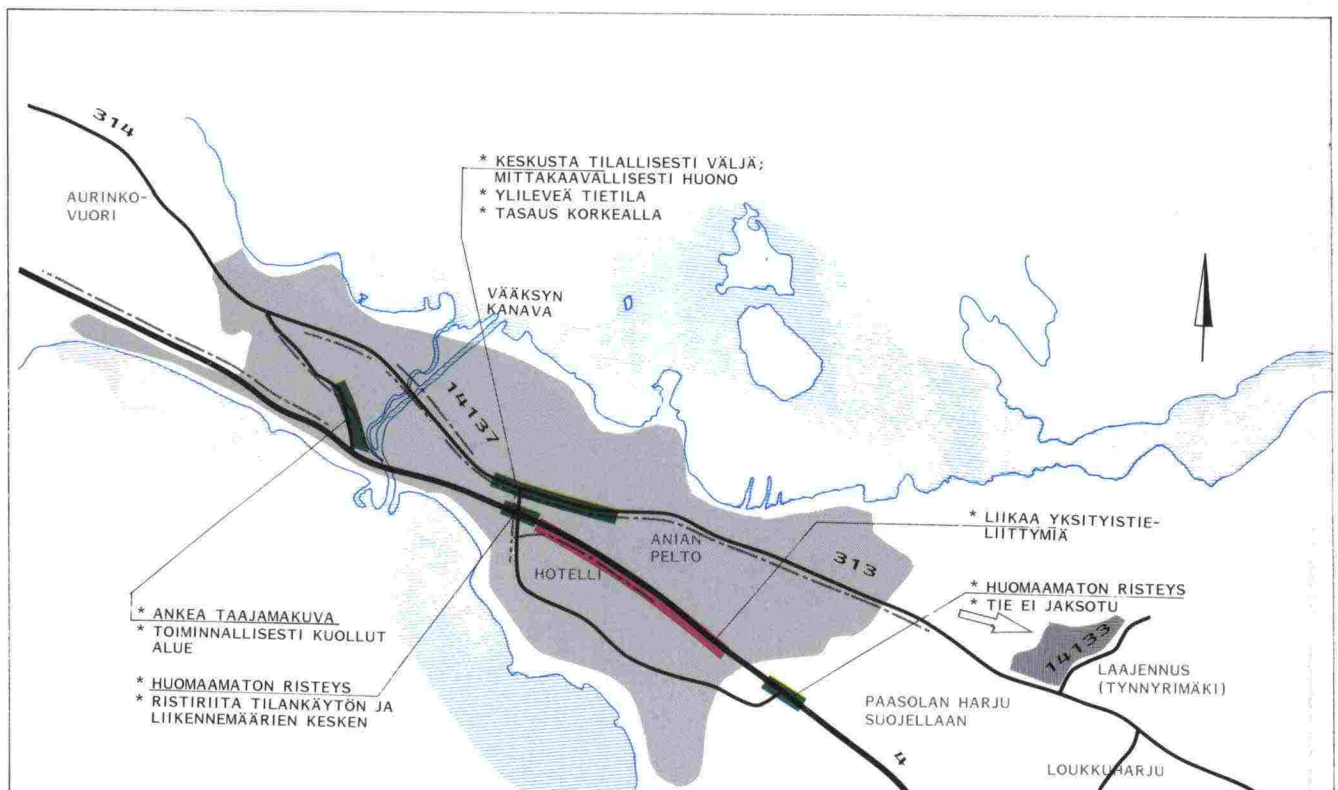 314
AURINKO-
VUORI
* KESKUSTA TILALLISESTI VÄLJÄ;
MITTAKAAVALLISESTI HUONO
* YLILEVEÄ TIETILA
* TASAUS KORKEALLA
VÄÄKSYN
KANAVA
14137
* LIIKAA YKSITYISTIE-
LIITTYMIÄ
ANIAN
PELTO
313
HOTELLI
* HUOMAAMATON RISTEYS
* TIE EI JAKSOTU
* ANKEA TAAJAMAKUVA
* TOIMINNALLISESTI KUOLLUT
ALUE
14133
LAAJENNUS
(TYNNYRIMÄKI)
* HUOMAAMATON RISTEYS
* RISTIRIITA TILANKÄYTÖN JA
LIIKENNEMÄÄRIEN KESKEN
PAASOLAN HARJU
SUOJELLAAN
4
LOUKKUHARJU